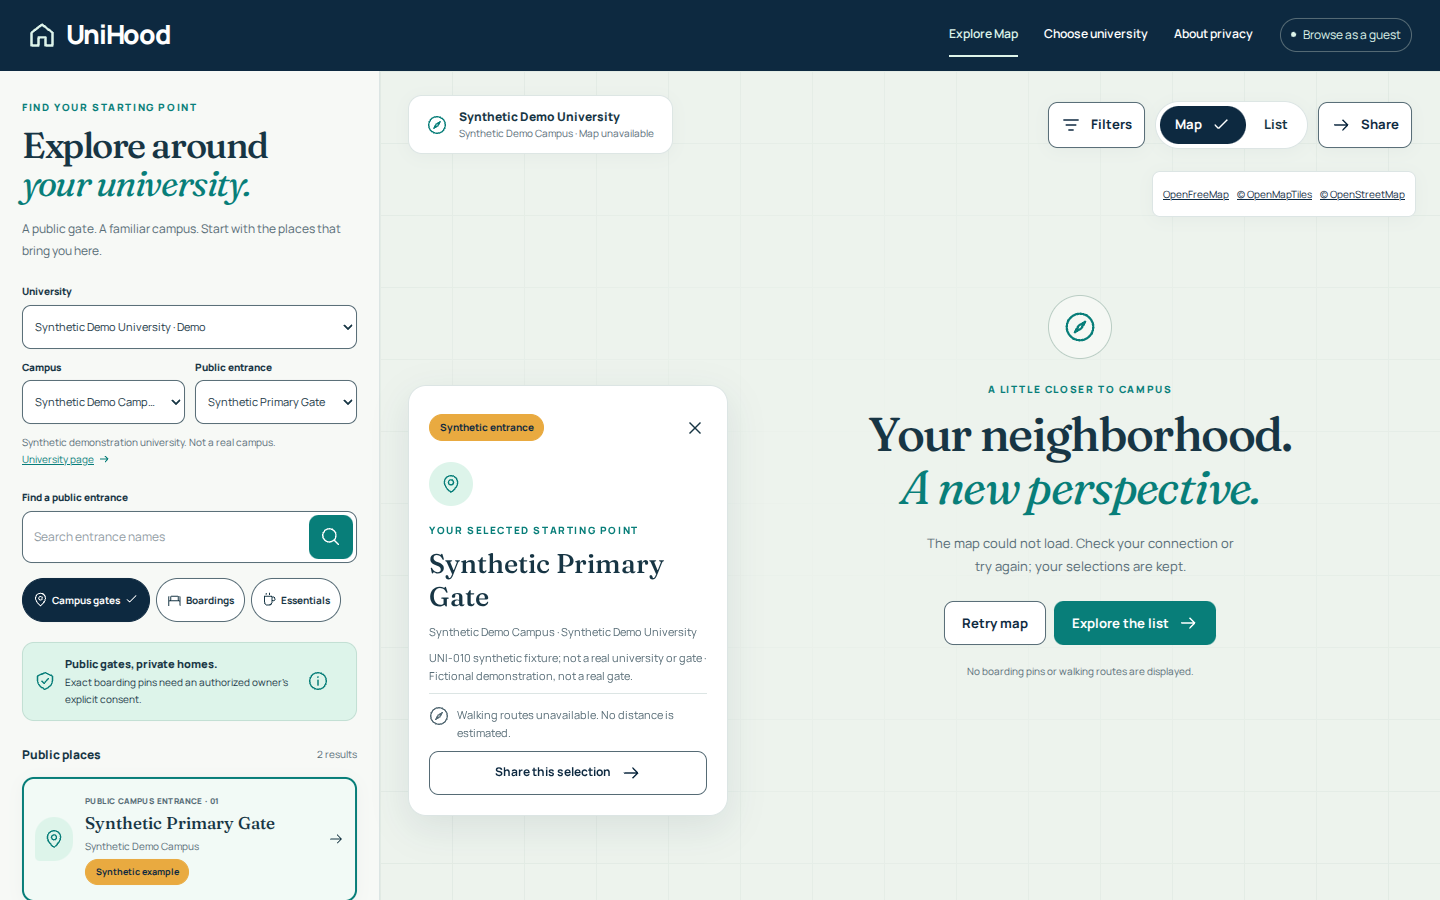 UniHood
Explore Map
Choose university
About privacy
Browse as a guest
FIND YOUR STARTING POINT
Explore around
your university.
A public gate. A familiar campus. Start with the places that
bring you here.
University
Synthetic Demo University · Demo
Campus
Public entrance
Synthetic Demo Camp...
Synthetic Primary Gate
Synthetic demonstration university. Not a real campus.
University page
Find a public entrance
Search entrance names
Campus gates
Boardings
Essentials
Public gates, private homes.
Exact boarding pins need an authorized owner's
explicit consent.
Public places
2 results
PUBLIC CAMPUS ENTRANCE · 01
Synthetic Primary Gate
Synthetic Demo Campus
Synthetic example
Synthetic Demo University
Synthetic Demo Campus · Map unavailable
Filters
Map
List
Share
OpenFreeMap
© OpenMapTiles
© OpenStreetMap
Synthetic entrance
YOUR SELECTED STARTING POINT
Synthetic Primary
Gate
Synthetic Demo Campus · Synthetic Demo University
UNI-010 synthetic fixture; not a real university or gate ·
Fictional demonstration, not a real gate.
Walking routes unavailable. No distance is
estimated.
Share this selection
A LITTLE CLOSER TO CAMPUS
Your neighborhood.
A new perspective.
The map could not load. Check your connection or
try again; your selections are kept.
Retry map
Explore the list
No boarding pins or walking routes are displayed.